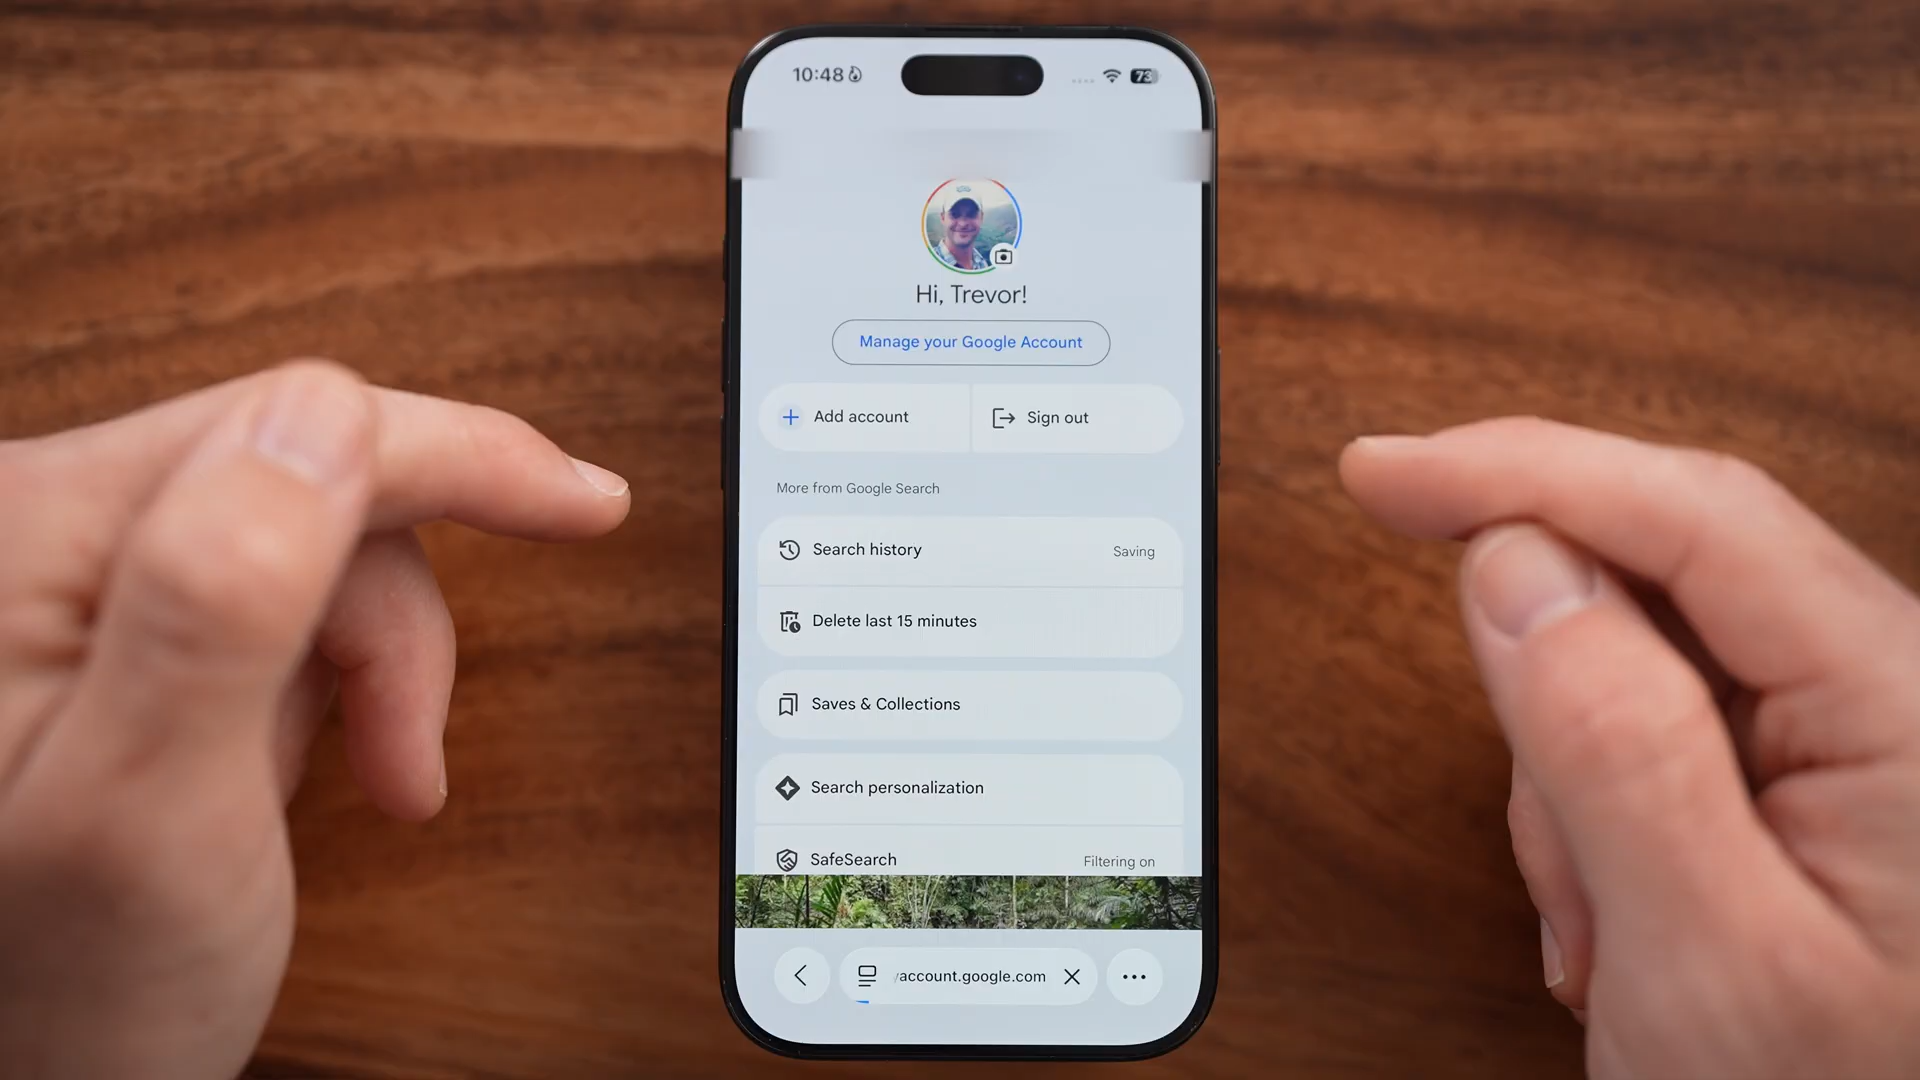 10:48
73
Hi, Trevor!
Manage your Google Account
Add account
Sign out
More from Google Search
Search history
Saving
Delete last 15 minutes
Saves & Collections
Search personalization
SafeSearch
Filtering on
account.google.com